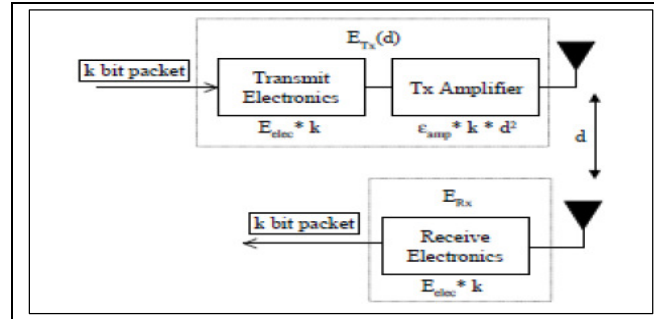 E_Tx(d)
k bit packet
Transmit
Electronics
Tx Amplifier
E_elec* k
ε_amp* k * d²
d
E_Rx
k bit packet
Receive
Electronics
E_elec* k